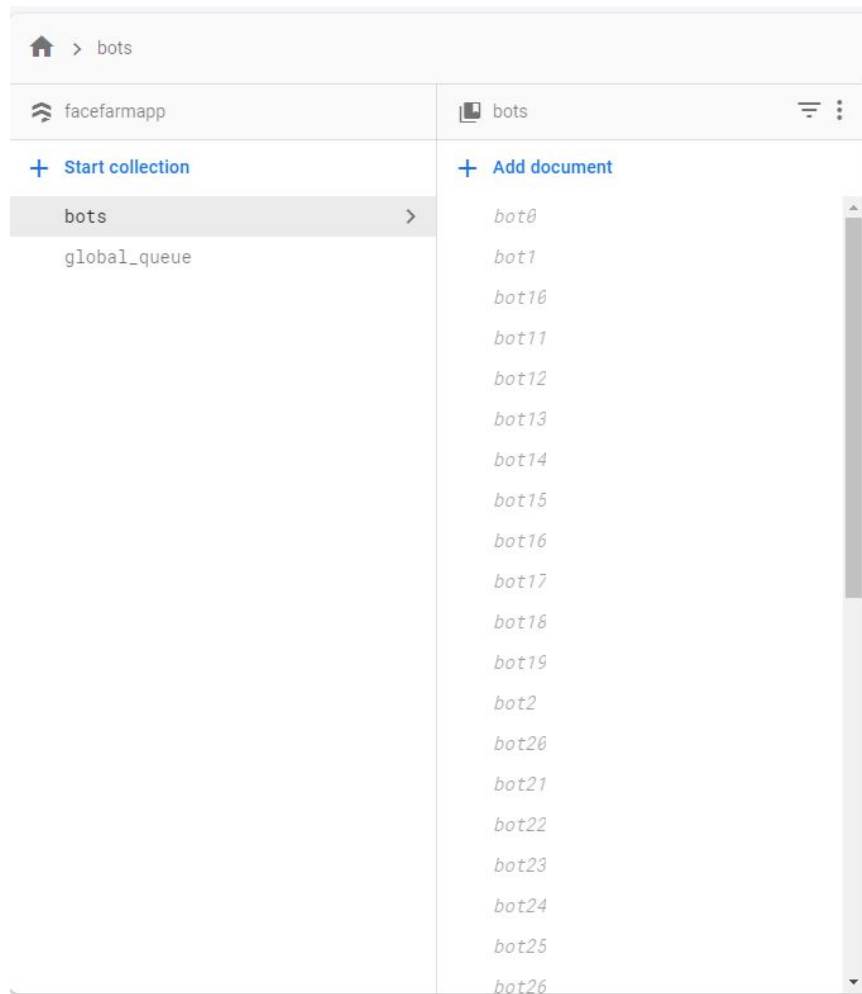 bots
facefarmapp
bots
Start collection
Add document
bots
global_queue
bot0
bot1
bot10
bot11
bot12
bot13
bot14
bot15
bot16
bot17
bot18
bot19
bot2
bot20
bot21
bot22
bot23
bot24
bot25
bot26